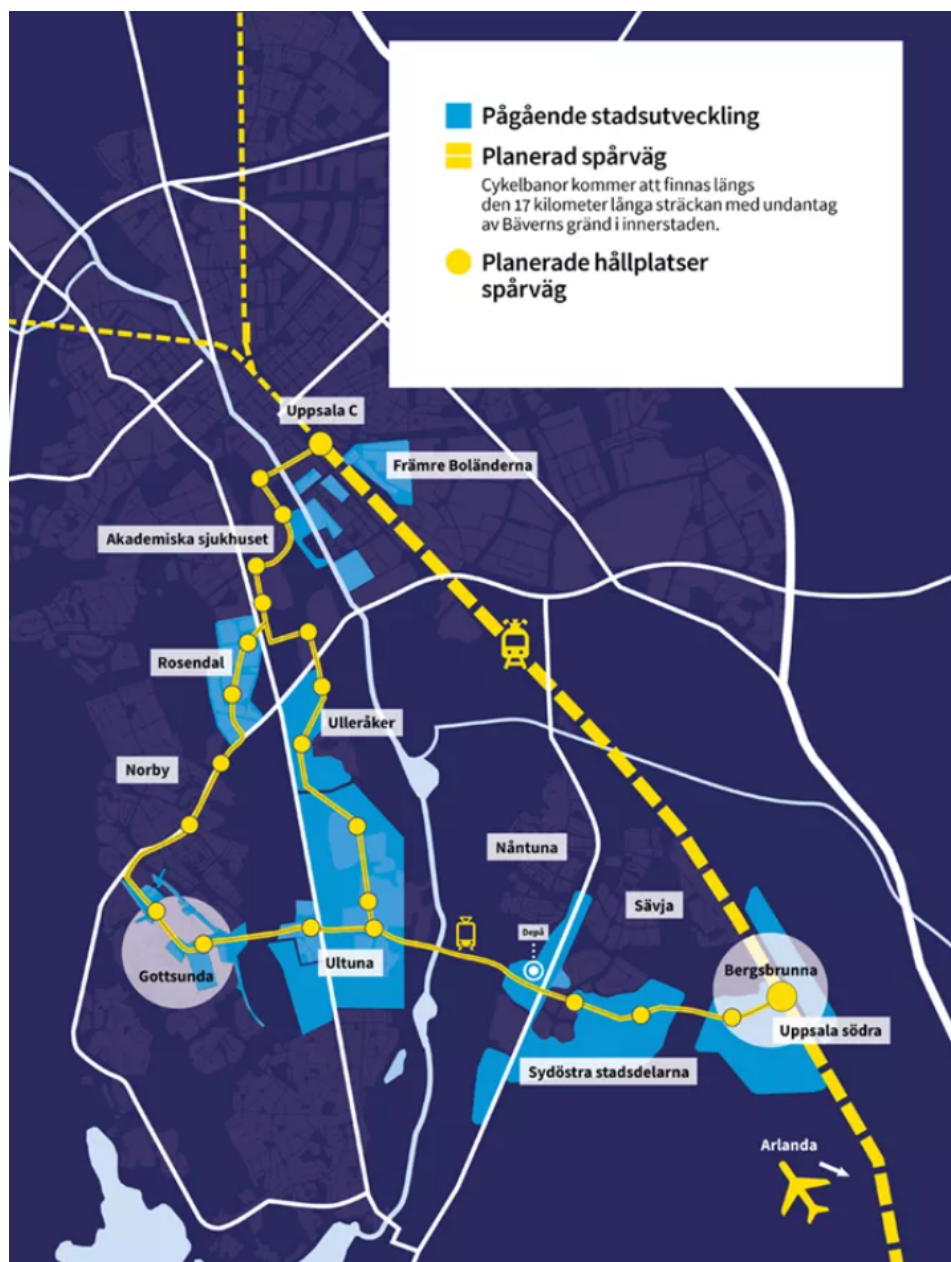 Pågående stadsutveckling
Planerad spårväg
Cykelbanor kommer att finnas längs
den 17 kilometer långa sträckan med undantag
av Bäverns gränd i innerstaden.
Planerade hållplatser
spårväg
Uppsala C
Främre Boländerna
Akademiska sjukhuset
Rosendal
Ulleråker
Norby
Nåntuna
Sävja
Depå
Ultuna
Gottsunda
Bergsbrunna
Uppsala södra
Sydöstra stadsdelarna
Arlanda